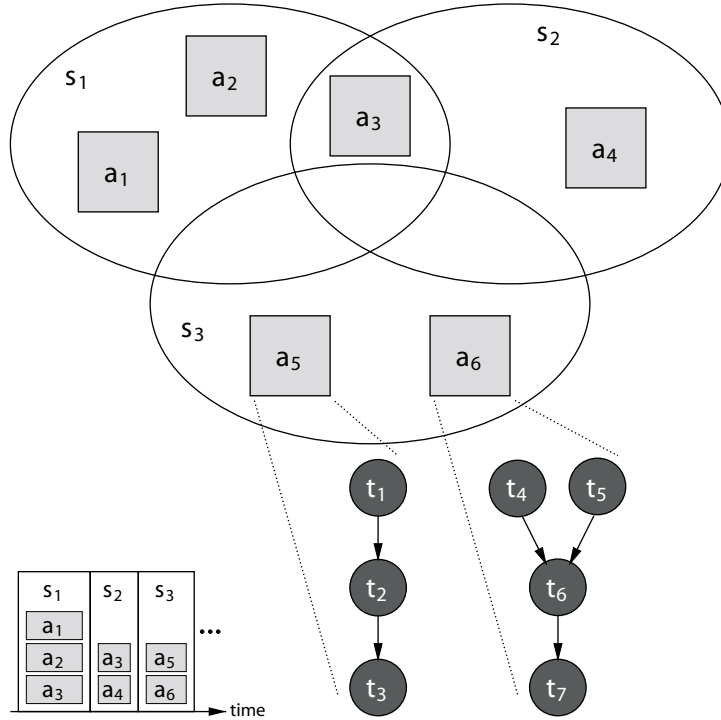 s₁
a₂
s₂
a₃
a₁
a₄
s₃
a₅
a₆
t₁
t₄
t₅
t₂
t₆
t₃
t₇
s₁ s₂ s₃
a₁
a₂ a₃ a₅
a₃ a₄ a₆
...
time